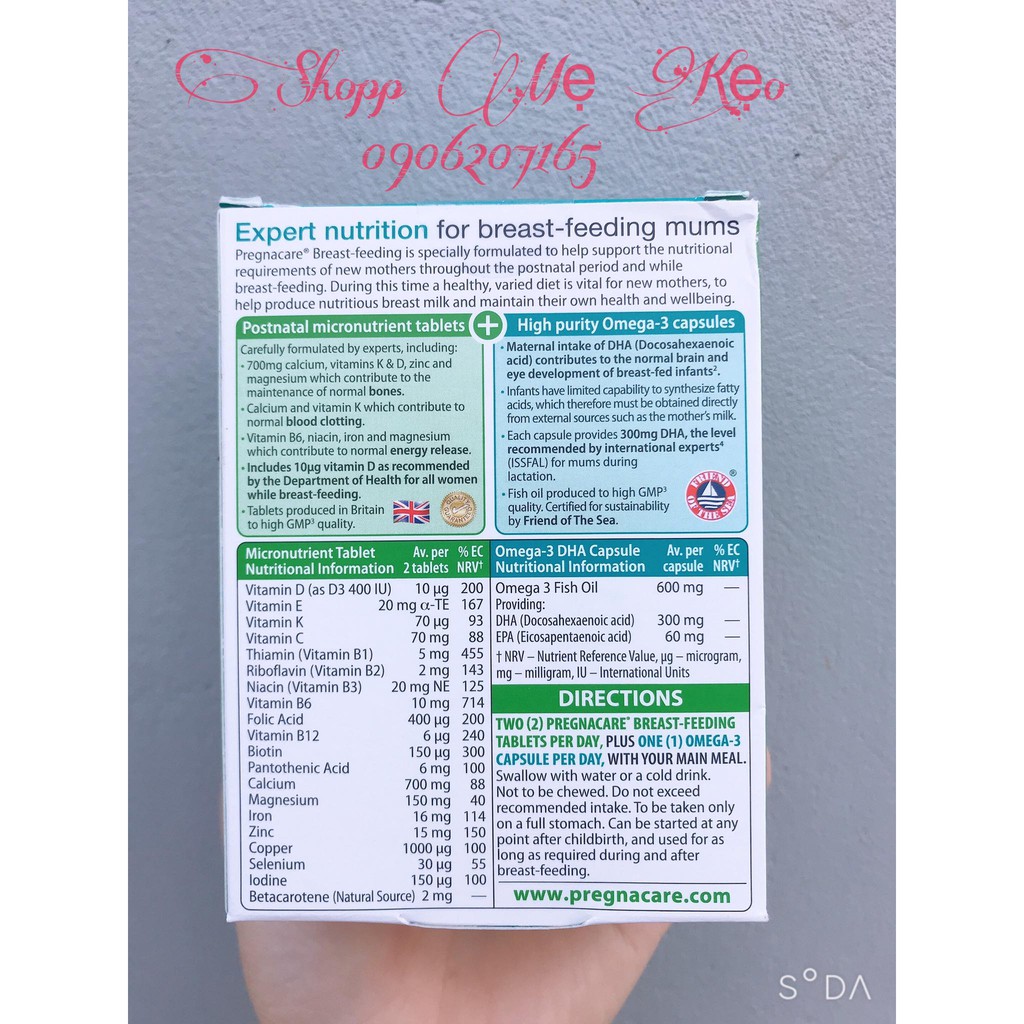 Shopp Mẹ Kẹo
0906207165
Expert nutrition for breast-feeding mums
Pregnacare® Breast-feeding is specially formulated to help support the nutritional
requirements of new mothers throughout the postnatal period and while
breast-feeding. During this time a healthy, varied diet is vital for new mothers, to
help produce nutritious breast milk and maintain their own health and wellbeing.
Postnatal micronutrient tablets
Carefully formulated by experts, including:
• 700mg calcium, vitamins K & D, zinc and
magnesium which contribute to the
maintenance of normal bones.
• Calcium and vitamin K which contribute to
normal blood clotting.
• Vitamin B6, niacin, iron and magnesium
which contribute to normal energy release.
• Includes 10µg vitamin D as recommended
by the Department of Health for all women
while breast-feeding.
• Tablets produced in Britain
to high GMP³ quality.
+
High purity Omega-3 capsules
• Maternal intake of DHA (Docosahexaenoic
acid) contributes to the normal brain and
eye development of breast-fed infants².
• Infants have limited capability to synthesize fatty
acids, which therefore must be obtained directly
from external sources such as the mother's milk.
• Each capsule provides 300mg DHA, the level
recommended by international experts⁴
(ISSFAL) for mums during
lactation.
• Fish oil produced to high GMP³
quality. Certified for sustainability
by Friend of The Sea.
FRIEND
OF THE SEA
®
Micronutrient Tablet Av. per % EC
Nutritional Information 2 tablets NRV†
Vitamin D (as D3 400 IU) 10 µg 200
Vitamin E 20 mg α-TE 167
Vitamin K 70 µg 93
Vitamin C 70 mg 88
Thiamin (Vitamin B1) 5 mg 455
Riboflavin (Vitamin B2) 2 mg 143
Niacin (Vitamin B3) 20 mg NE 125
Vitamin B6 10 mg 714
Folic Acid 400 µg 200
Vitamin B12 6 µg 240
Biotin 150 µg 300
Pantothenic Acid 6 mg 100
Calcium 700 mg 88
Magnesium 150 mg 40
Iron 16 mg 114
Zinc 15 mg 150
Copper 1000 µg 100
Selenium 30 µg 55
Iodine 150 µg 100
Betacarotene (Natural Source) 2 mg —
Omega-3 DHA Capsule Av. per % EC
Nutritional Information capsule NRV†
Omega 3 Fish Oil 600 mg —
Providing:
DHA (Docosahexaenoic acid) 300 mg —
EPA (Eicosapentaenoic acid) 60 mg —
† NRV – Nutrient Reference Value, µg – microgram,
mg – milligram, IU – International Units
DIRECTIONS
TWO (2) PREGNACARE® BREAST-FEEDING
TABLETS PER DAY, PLUS ONE (1) OMEGA-3
CAPSULE PER DAY, WITH YOUR MAIN MEAL.
Swallow with water or a cold drink.
Not to be chewed. Do not exceed
recommended intake. To be taken only
on a full stomach. Can be started at any
point after childbirth, and used for as
long as required during and after
breast-feeding.
www.pregnacare.com
S°DA